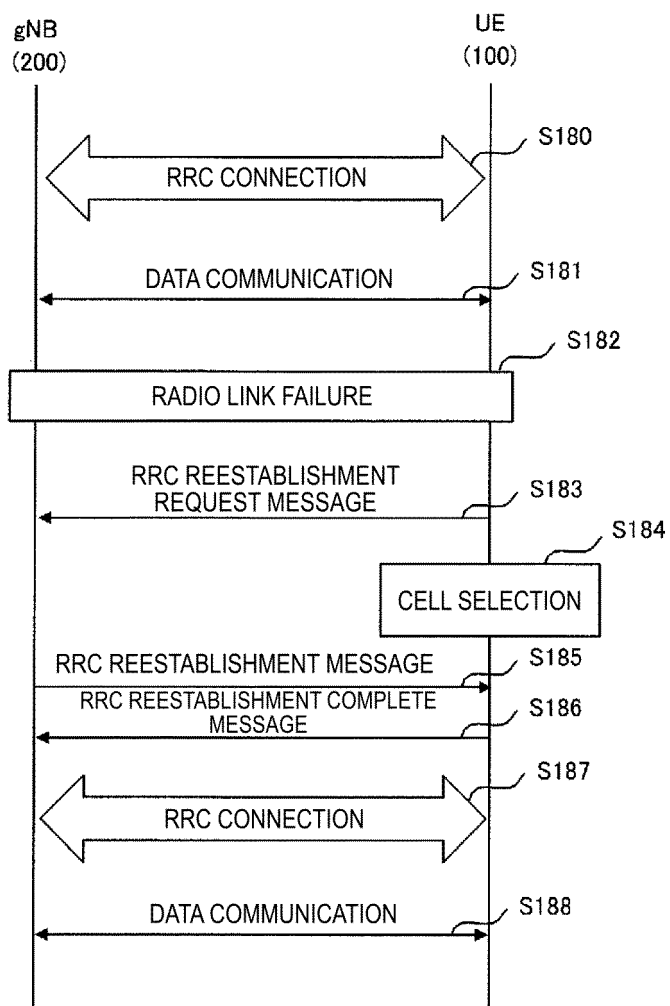 gNB
(200)
UE
(100)
S180
RRC CONNECTION
S181
DATA COMMUNICATION
S182
RADIO LINK FAILURE
RRC REESTABLISHMENT
REQUEST MESSAGE
S183
S184
CELL SELECTION
RRC REESTABLISHMENT MESSAGE
S185
RRC REESTABLISHMENT COMPLETE
MESSAGE
S186
S187
RRC CONNECTION
DATA COMMUNICATION
S188